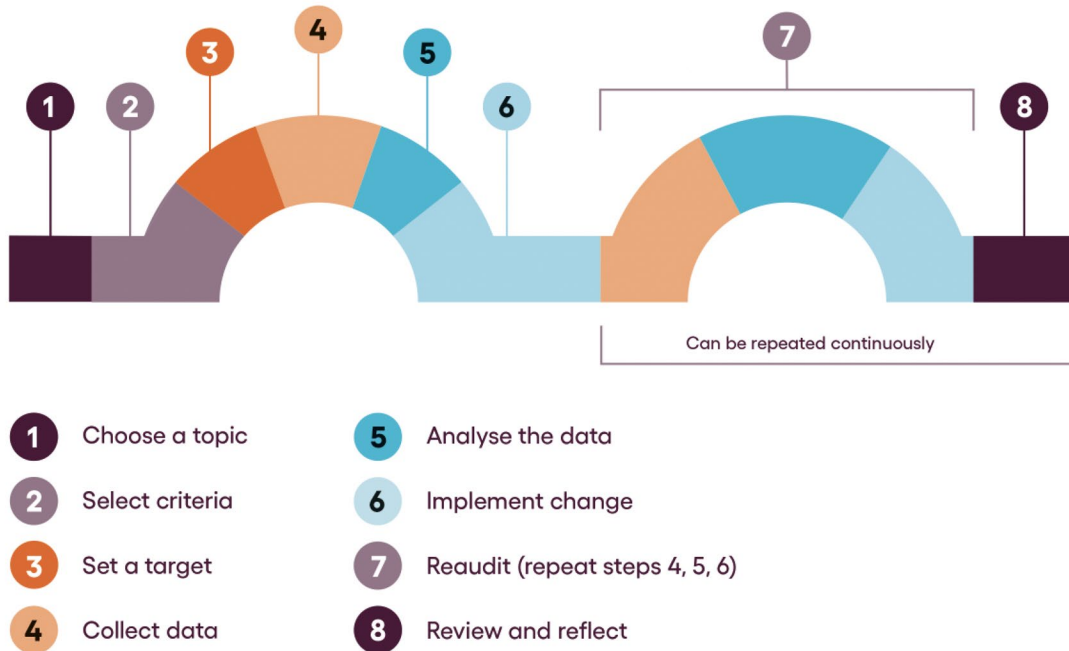 4
3
5
7
1
2
6
8
Can be repeated continuously
1 Choose a topic
2 Select criteria
3 Set a target
4 Collect data
5 Analyse the data
6 Implement change
7 Reaudit (repeat steps 4, 5, 6)
8 Review and reflect